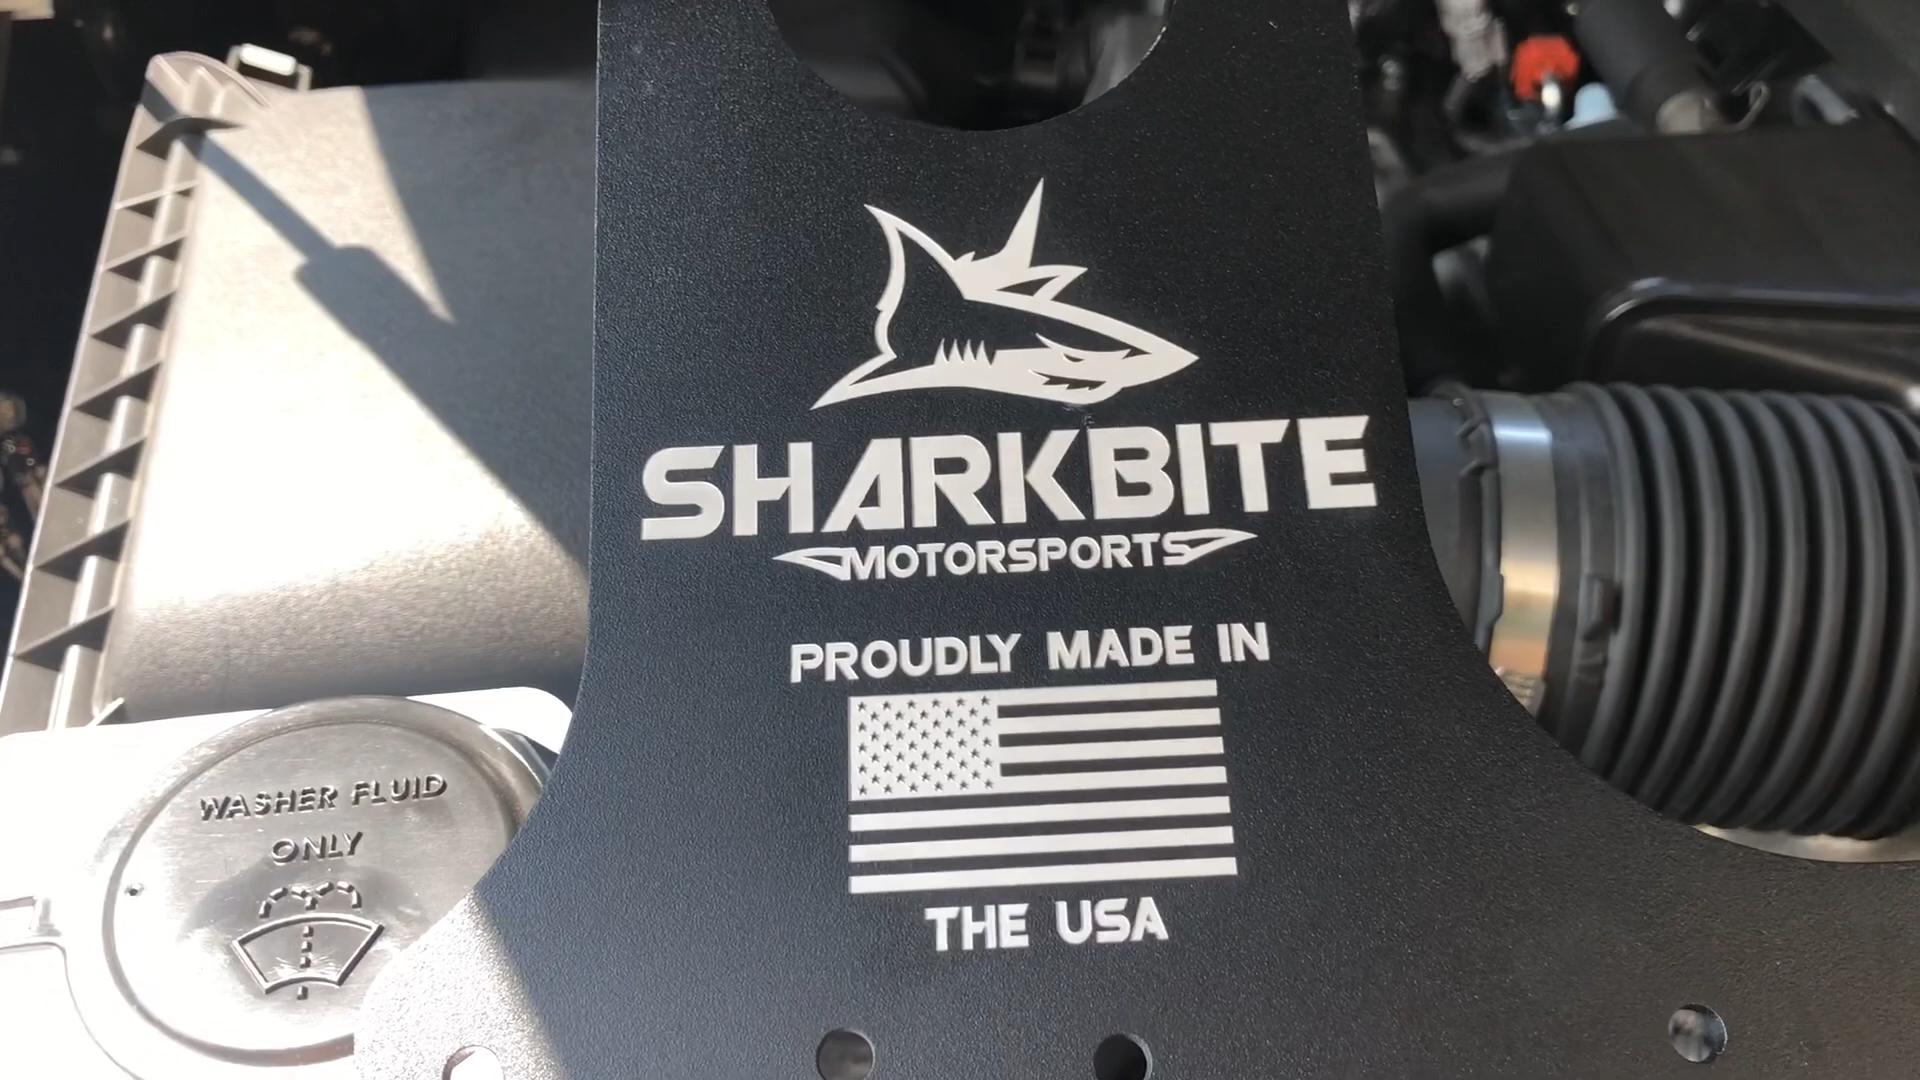 SHARKBITE
MOTORSPORTS
PROUDLY MADE IN
THE USA
WASHER FLUID
ONLY